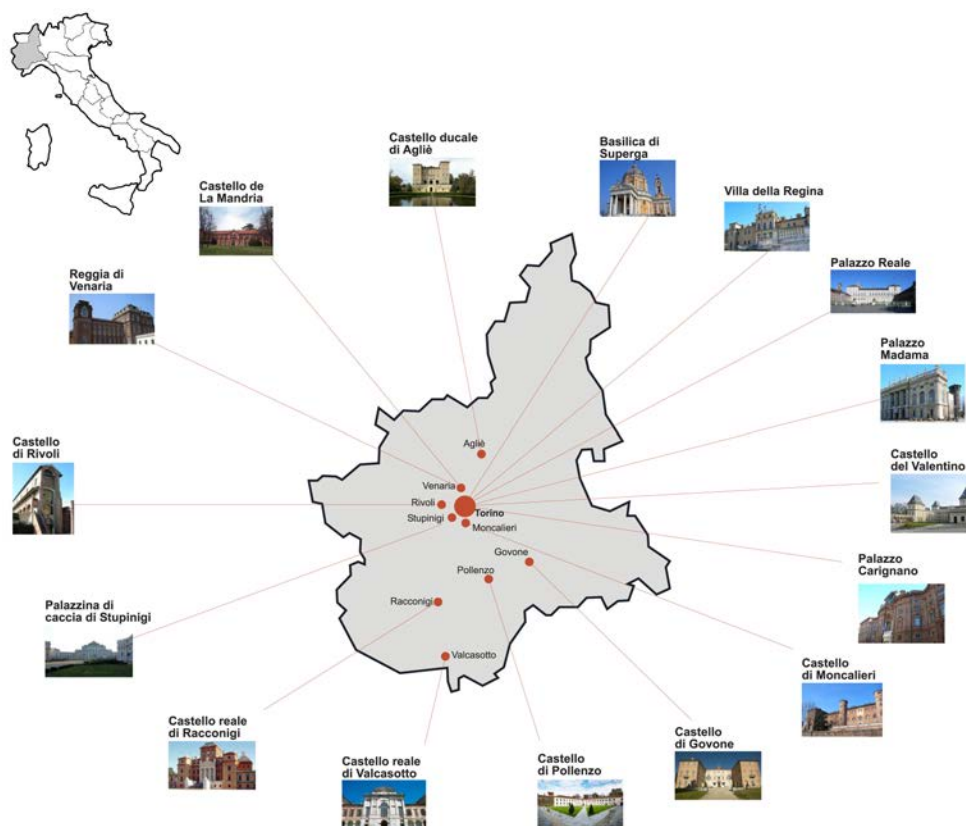 Castello ducale
di Agliè
Basilica di
Superga
Castello de
La Mandria
Villa della Regina
Reggia di
Venaria
Palazzo Reale
Palazzo
Madama
Castello
di Rivoli
Agliè
Castello
del Valentino
Venaria
Rivoli
Torino
Stupinigi
Moncalieri
Govone
Palazzo
Carignano
Pollenzo
Racconigi
Palazzina di
caccia di Stupinigi
Valcasotto
Castello
di Moncalieri
Castello reale
di Racconigi
Castello
di Govone
Castello reale
di Valcasotto
Castello
di Pollenzo